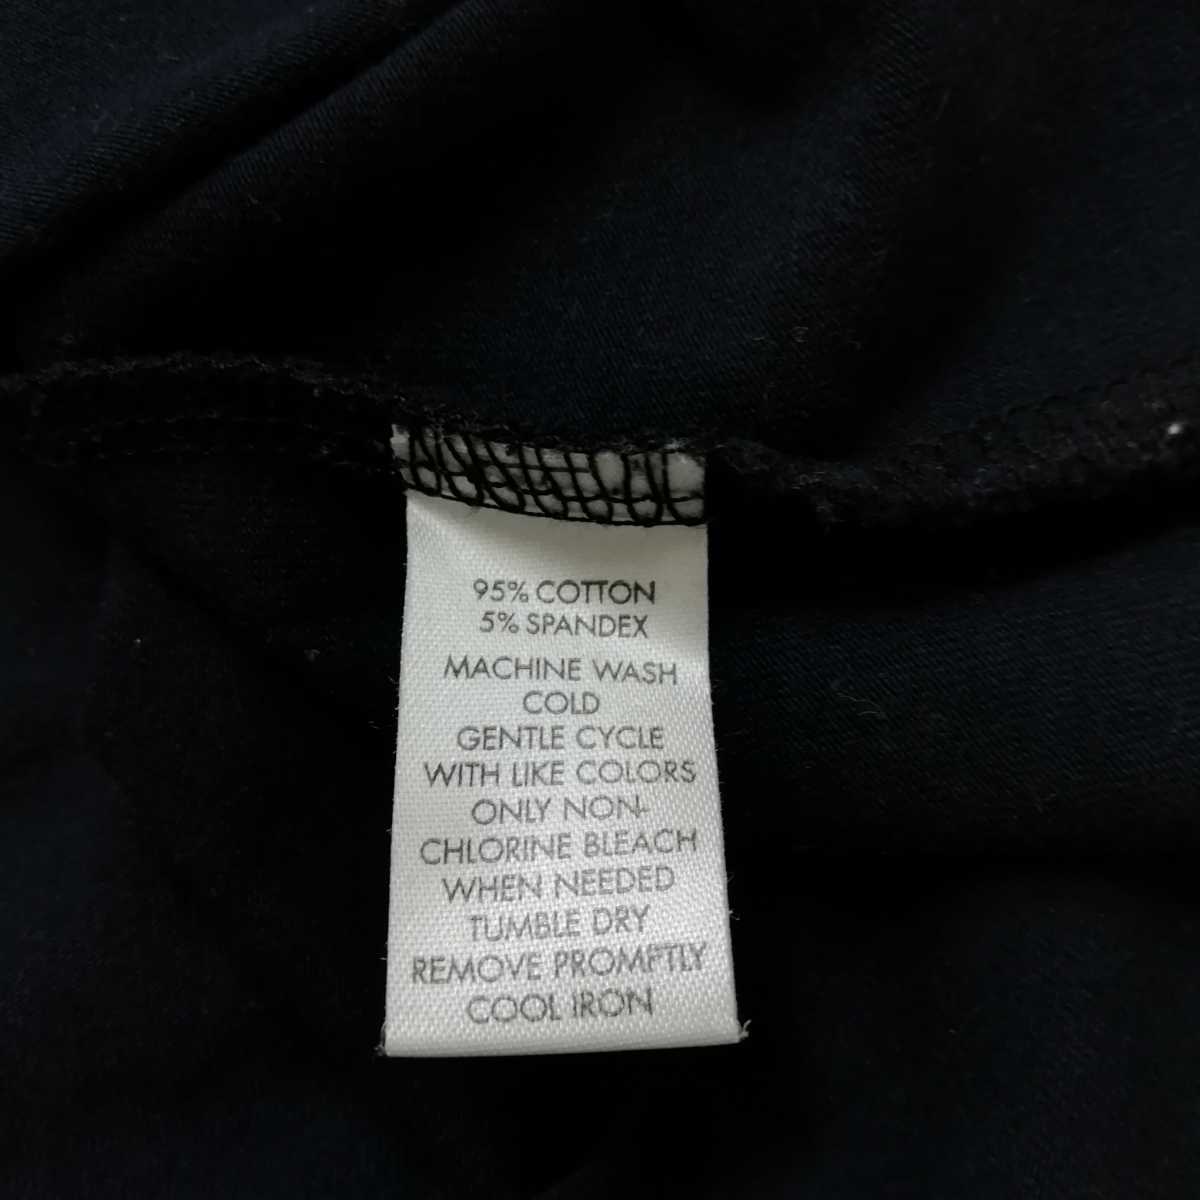 95% COTTON
5% SPANDEX
MACHINE WASH
COLD
GENTLE CYCLE
WITH LIKE COLORS
ONLY NON-
CHLORINE BLEACH
WHEN NEEDED
TUMBLE DRY
REMOVE PROMPTLY
COOL IRON